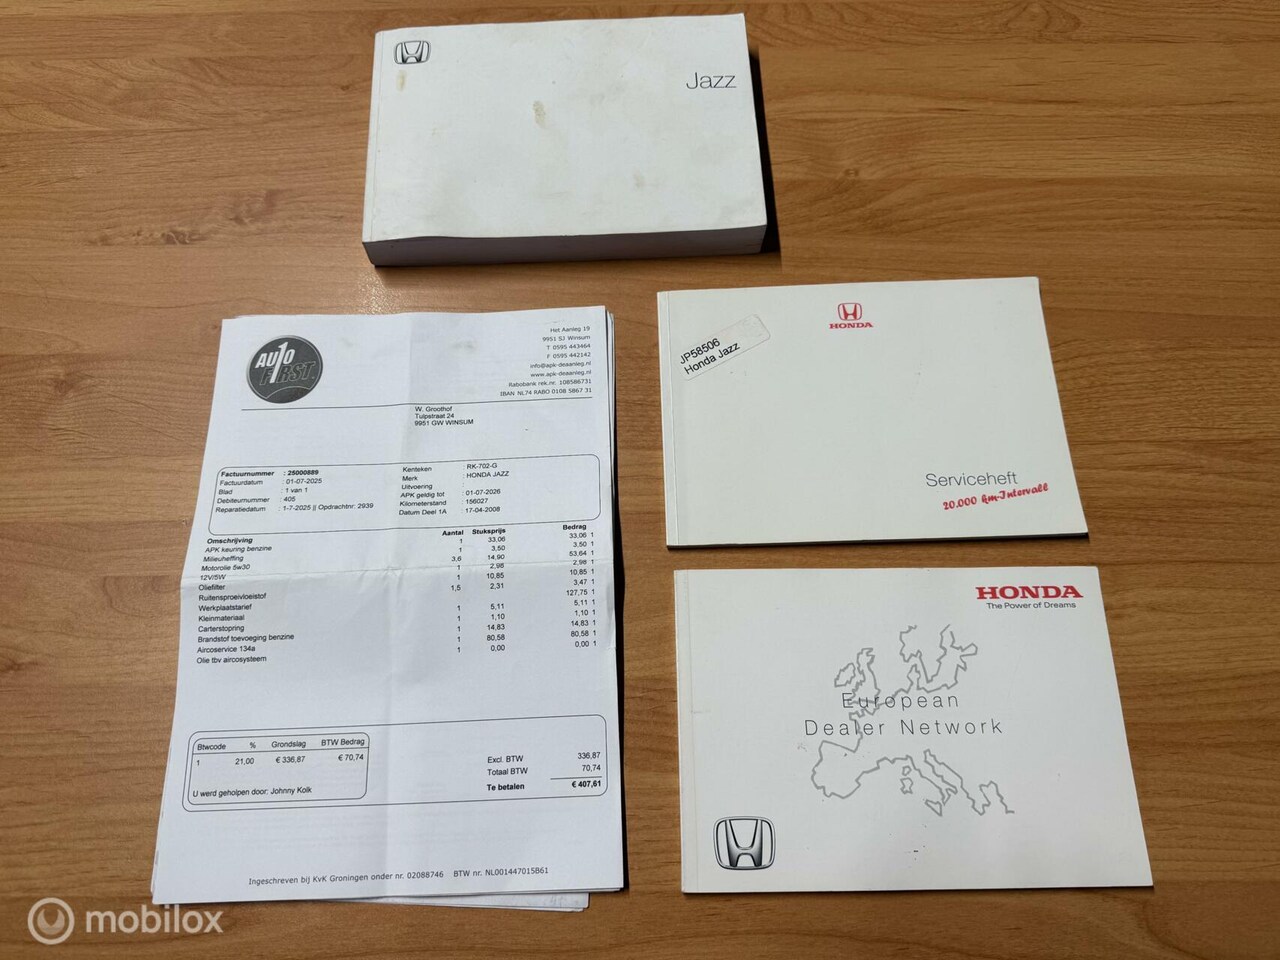 Jazz
AUTO
1
FIRST
Het Aanleg 19
9951 SJ Winsum
T 0595 443464
F 0595 442142
info@apk-deaanleg.nl
www.apk-deaanleg.nl
Rabobank rek.nr. 108586731
IBAN NL74 RABO 0108 5867 31
W. Groothof
Tulpstraat 24
9951 GW WINSUM
Factuurnummer : 25000889
Factuurdatum : 01-07-2025
Blad : 1 van 1
Debiteurnummer : 405
Reparatiedatum : 1-7-2025 || Opdrachtnr: 2939
Kenteken : RK-702-G
Merk : HONDA JAZZ
Uitvoering :
APK geldig tot : 01-07-2026
Kilometerstand : 156027
Datum Deel 1A : 17-04-2008
Omschrijving Aantal Stuksprijs Bedrag
APK keuring benzine 1 33,06 33,06 1
Milieuheffing 1 3,50 3,50 1
Motorolie 5w30 3,6 14,90 53,64 1
12V/5W 1 2,98 2,98 1
Oliefilter 1 10,85 10,85 1
Ruitensproeivloeistof 1,5 2,31 3,47 1
Werkplaatstarief 127,75 1
Kleinmateriaal 1 5,11 5,11 1
Carterstopring 1 1,10 1,10 1
Brandstof toevoeging benzine 1 14,83 14,83 1
Aircoservice 134a 1 80,58 80,58 1
Olie tbv aircosysteem 1 0,00 0,00 1
Btwcode % Grondslag BTW Bedrag
1 21,00 € 336,87 € 70,74
U werd geholpen door: Johnny Kolk
Excl. BTW 336,87
Totaal BTW 70,74
Te betalen € 407,61
Ingeschreven bij KvK Groningen onder nr. 02088746 BTW nr. NL001447015B61
HONDA
JP58506
Honda Jazz
Serviceheft
20.000 km-Intervall
HONDA
The Power of Dreams
European
Dealer Network
mobilox